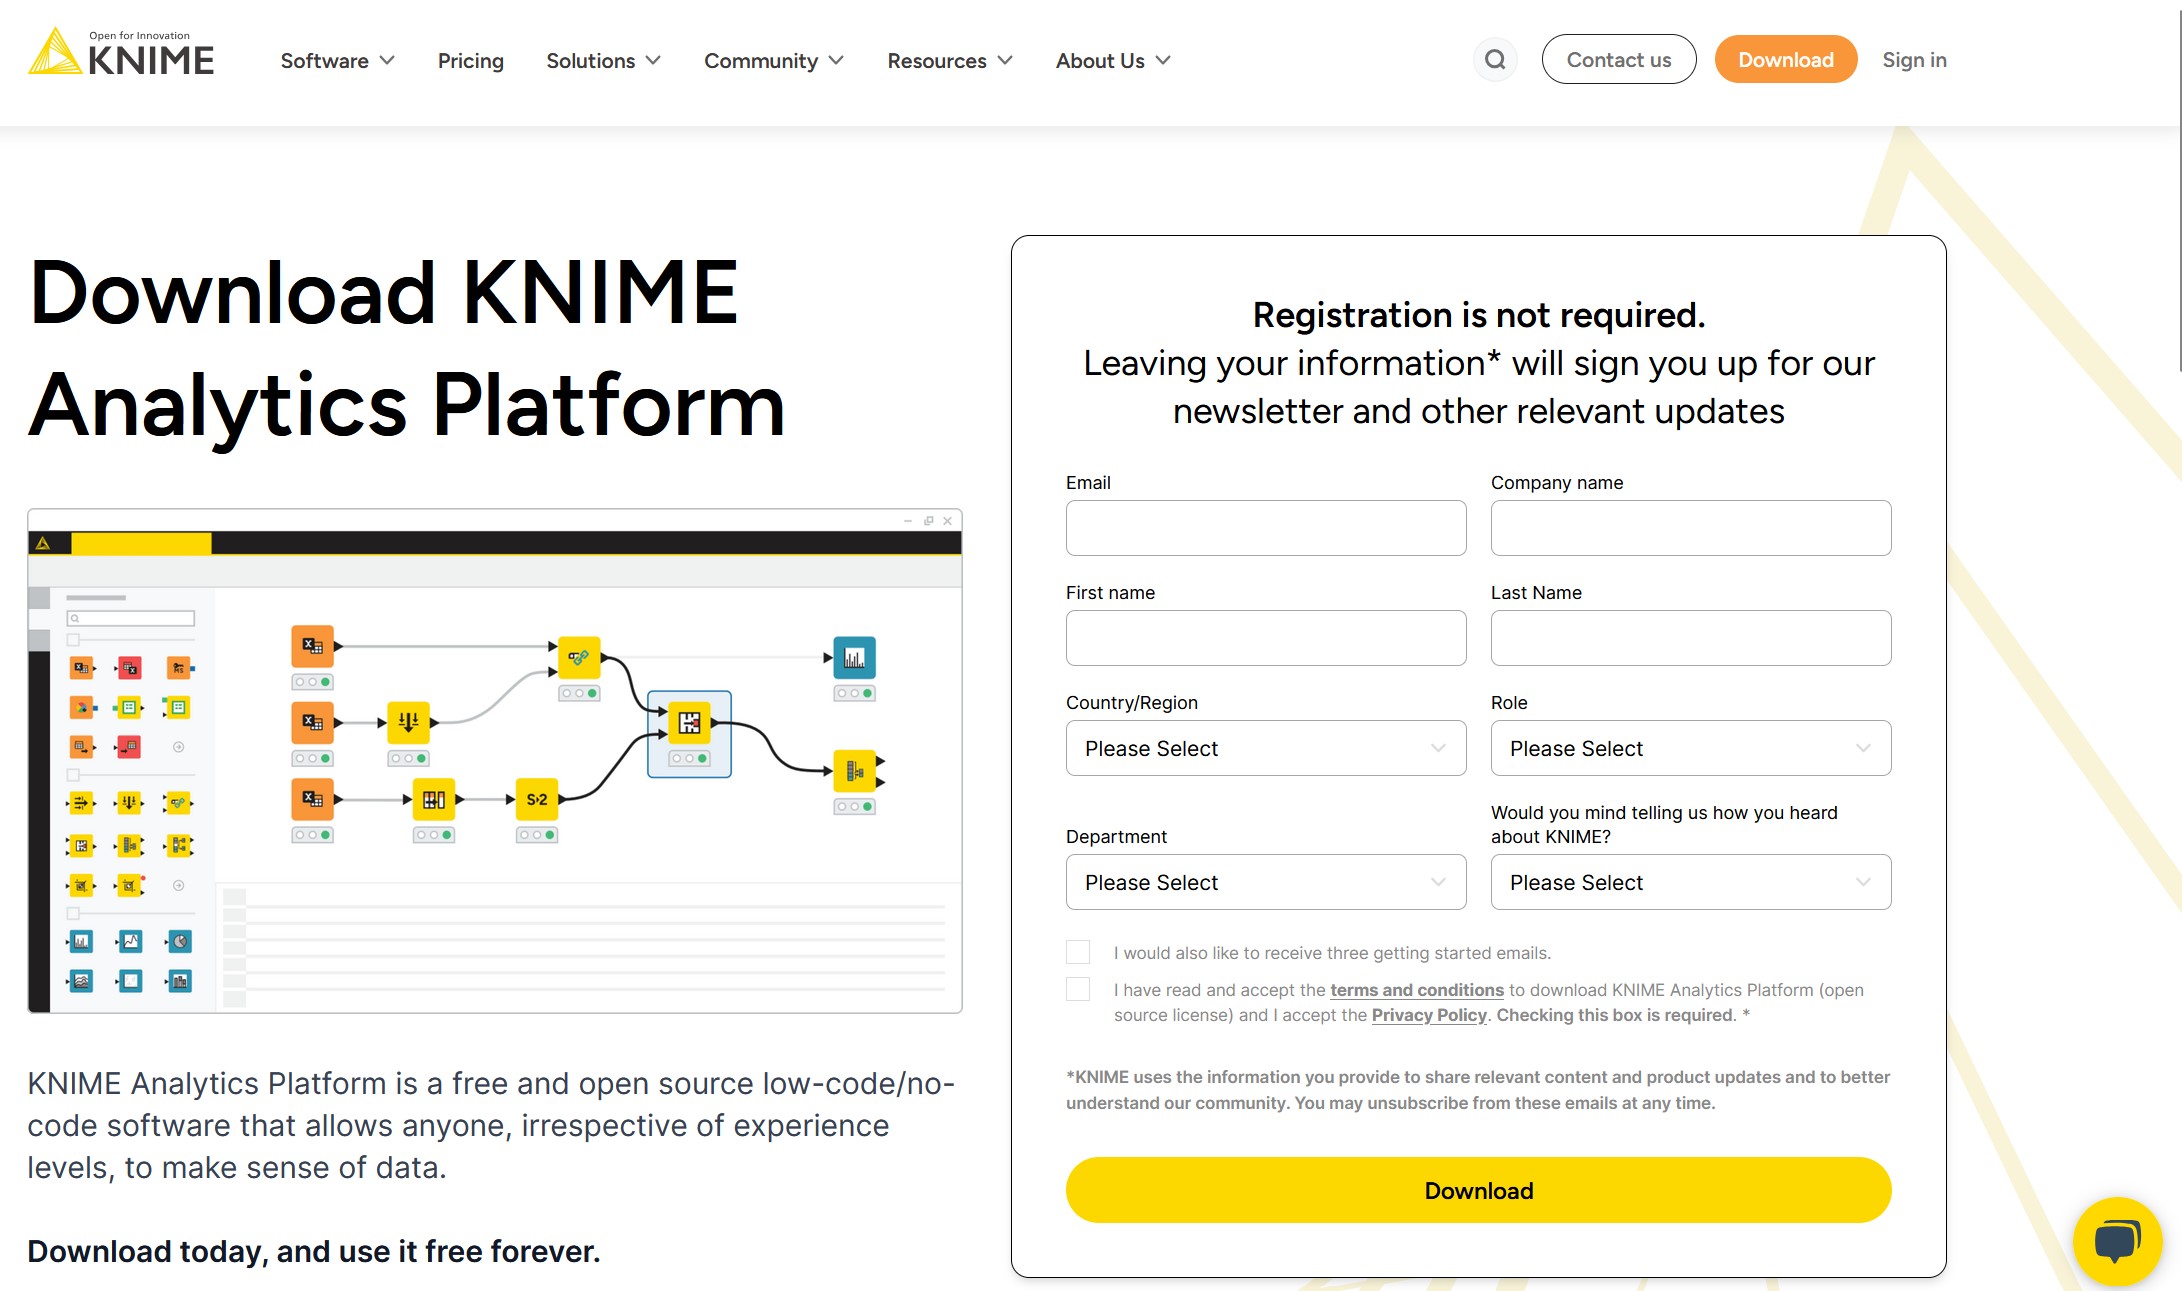 Open for Innovation
KNIME
Software
Pricing
Solutions
Community
Resources
About Us
Contact us
Download
Sign in
Download KNIME
Analytics Platform
S›2
KNIME Analytics Platform is a free and open source low-code/no-
code software that allows anyone, irrespective of experience
levels, to make sense of data.
Download today, and use it free forever.
Registration is not required.
Leaving your information* will sign you up for our
newsletter and other relevant updates
Email
Company name
First name
Last Name
Country/Region
Role
Please Select
Please Select
Department
Would you mind telling us how you heard
about KNIME?
Please Select
Please Select
I would also like to receive three getting started emails.
I have read and accept the terms and conditions to download KNIME Analytics Platform (open
source license) and I accept the Privacy Policy. Checking this box is required. *
*KNIME uses the information you provide to share relevant content and product updates and to better
understand our community. You may unsubscribe from these emails at any time.
Download